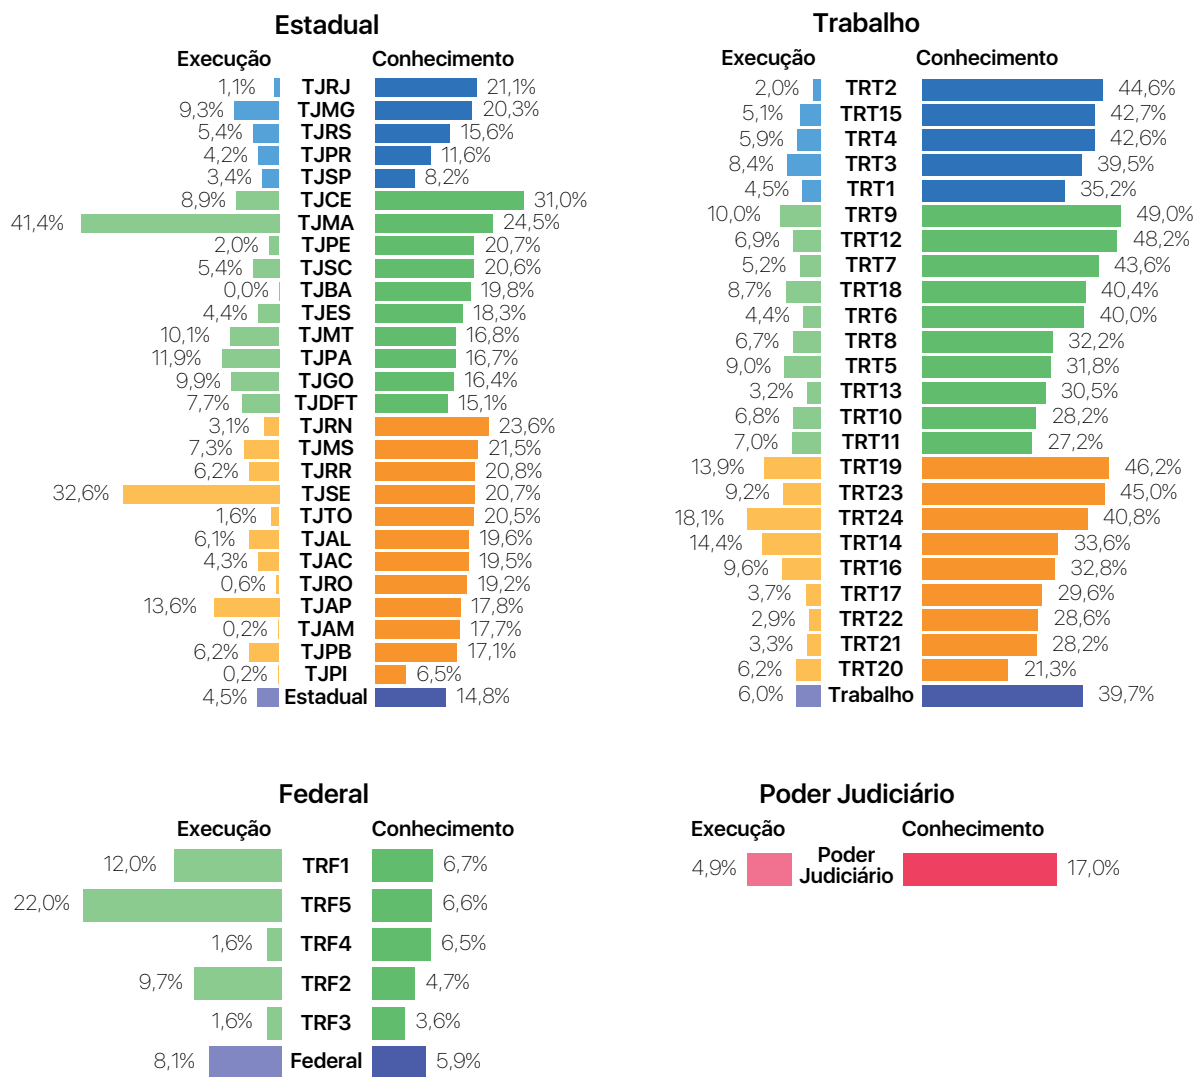 Estadual
Execução Conhecimento
1,1% TJRJ 21,1%
9,3% TJMG 20,3%
5,4% TJRS 15,6%
4,2% TJPR 11,6%
3,4% TJSP 8,2%
8,9% TJCE 31,0%
41,4% TJMA 24,5%
2,0% TJPE 20,7%
5,4% TJSC 20,6%
0,0% TJBA 19,8%
4,4% TJES 18,3%
10,1% TJMT 16,8%
11,9% TJPA 16,7%
9,9% TJGO 16,4%
7,7% TJDFT 15,1%
3,1% TJRN 23,6%
7,3% TJMS 21,5%
6,2% TJRR 20,8%
32,6% TJSE 20,7%
1,6% TJTO 20,5%
6,1% TJAL 19,6%
4,3% TJAC 19,5%
0,6% TJRO 19,2%
13,6% TJAP 17,8%
0,2% TJAM 17,7%
6,2% TJPB 17,1%
0,2% TJPI 6,5%
4,5% Estadual 14,8%
Trabalho
Execução Conhecimento
2,0% TRT2 44,6%
5,1% TRT15 42,7%
5,9% TRT4 42,6%
8,4% TRT3 39,5%
4,5% TRT1 35,2%
10,0% TRT9 49,0%
6,9% TRT12 48,2%
5,2% TRT7 43,6%
8,7% TRT18 40,4%
4,4% TRT6 40,0%
6,7% TRT8 32,2%
9,0% TRT5 31,8%
3,2% TRT13 30,5%
6,8% TRT10 28,2%
7,0% TRT11 27,2%
13,9% TRT19 46,2%
9,2% TRT23 45,0%
18,1% TRT24 40,8%
14,4% TRT14 33,6%
9,6% TRT16 32,8%
3,7% TRT17 29,6%
2,9% TRT22 28,6%
3,3% TRT21 28,2%
6,2% TRT20 21,3%
6,0% Trabalho 39,7%
Federal
Execução Conhecimento
12,0% TRF1 6,7%
22,0% TRF5 6,6%
1,6% TRF4 6,5%
9,7% TRF2 4,7%
1,6% TRF3 3,6%
8,1% Federal 5,9%
Poder Judiciário
Execução Conhecimento
4,9% Poder 17,0%
Judiciário